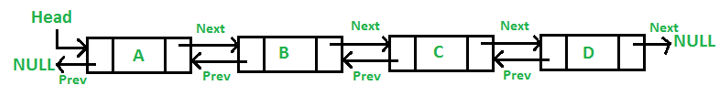 Head
Next Next Next Next
A B C D NULL
NULL
Prev Prev Prev Prev